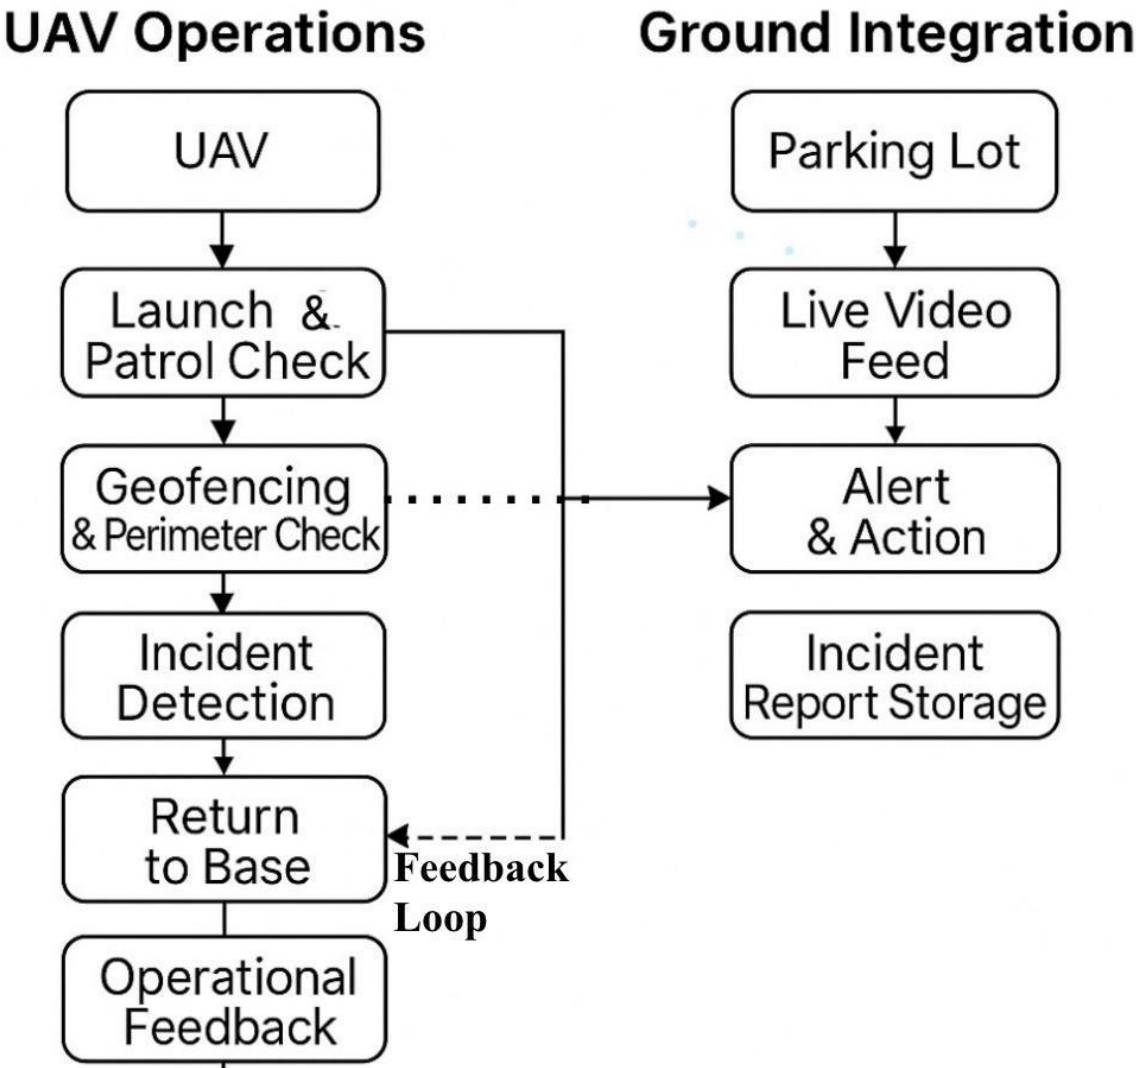 UAV Operations
UAV
Launch &
Patrol Check
Geofencing
& Perimeter Check
Incident
Detection
Return
to Base
Feedback
Loop
Operational
Feedback
Ground Integration
Parking Lot
Live Video
Feed
Alert
& Action
Incident
Report Storage